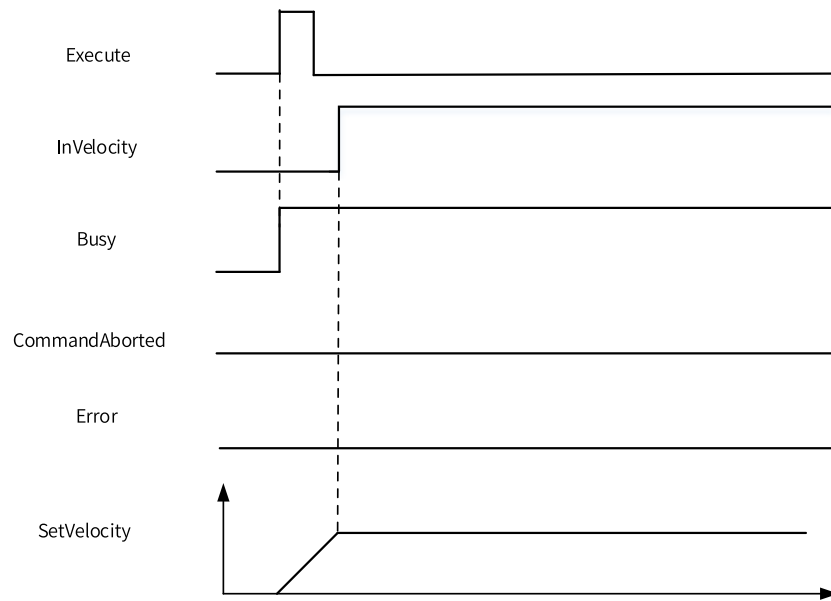 Execute
InVelocity
Busy
CommandAborted
Error
SetVelocity